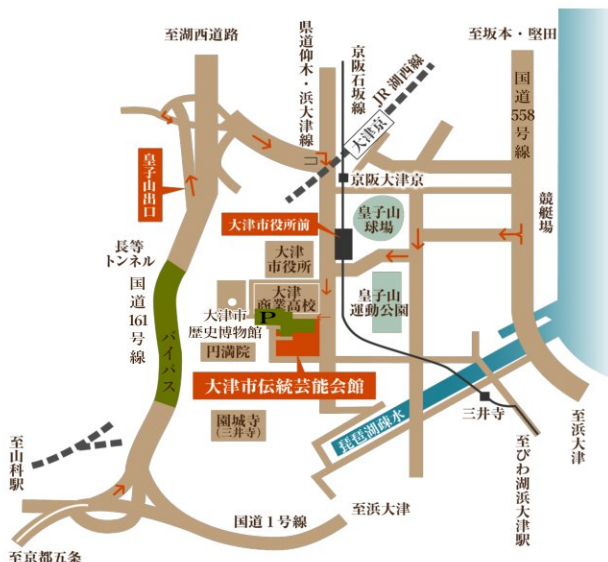 至湖西道路
県道仰木・浜大津線
京阪石坂線
JR 湖西線
大津京
至坂本・堅田
国道558号線
皇子山出口
京阪大津京
競艇場
大津市役所前
皇子山
球場
長等
トンネル
大津
市役所
国道161号線
バイパス
大津
商業高校
P
大津市
歴史博物館
皇子山
運動公園
円満院
大津市伝統芸能会館
園城寺
(三井寺)
琵琶湖疏水
三井寺
至浜大津
至山科駅
至びわ湖浜大津駅
至浜大津
国道1号線
至京都五条